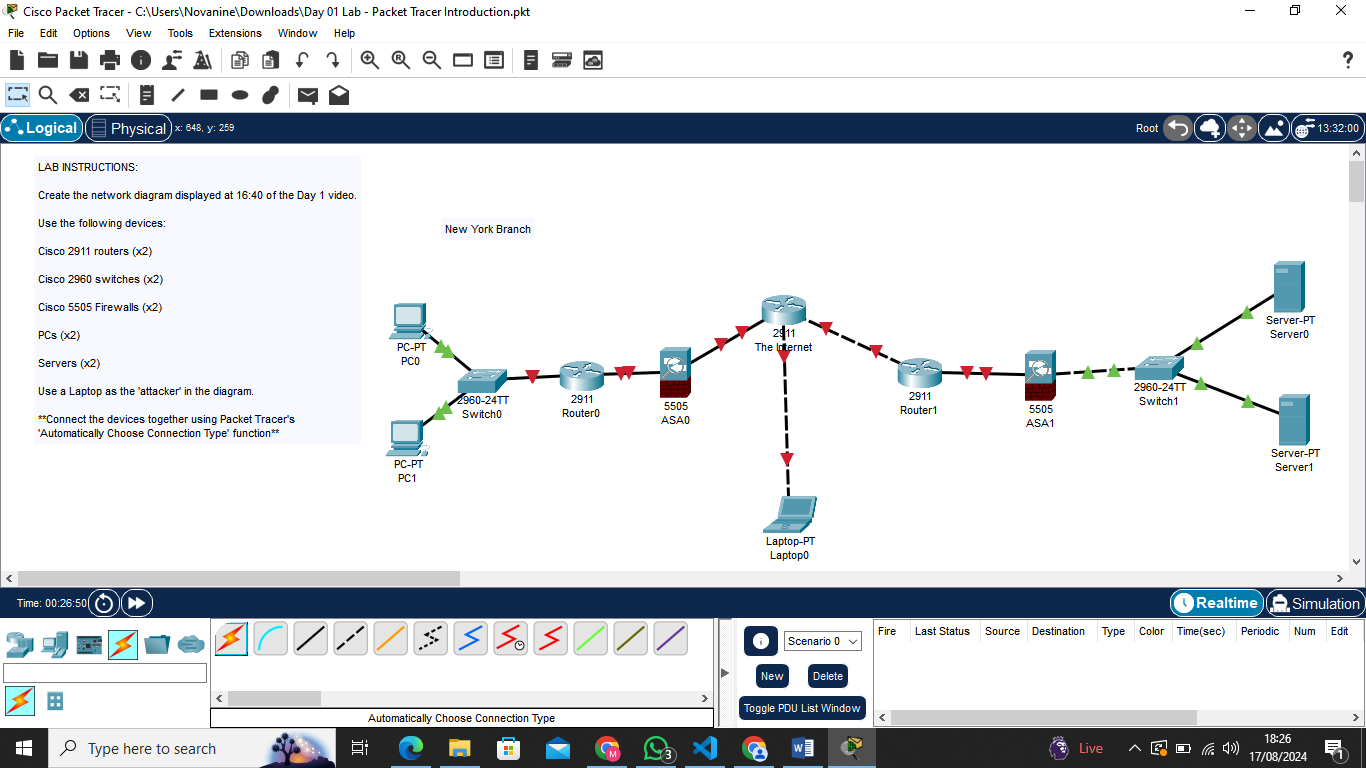 Cisco Packet Tracer - C:\Users\Novanine\Downloads\Day 01 Lab - Packet Tracer Introduction.pkt
File Edit Options View Tools Extensions Window Help
Logical Physical x: 648, y: 259 Root 13:32:00
LAB INSTRUCTIONS:
Create the network diagram displayed at 16:40 of the Day 1 video.
Use the following devices:
Cisco 2911 routers (x2)
Cisco 2960 switches (x2)
Cisco 5505 Firewalls (x2)
PCs (x2)
Servers (x2)
Use a Laptop as the 'attacker' in the diagram.
**Connect the devices together using Packet Tracer's
'Automatically Choose Connection Type' function**
New York Branch
PC-PT
PC0
PC-PT
PC1
2960-24TT
Switch0
2911
Router0
5505
ASA0
2911
The Internet
Laptop-PT
Laptop0
2911
Router1
5505
ASA1
2960-24TT
Switch1
Server-PT
Server0
Server-PT
Server1
Time: 00:26:50 Realtime Simulation
Scenario 0
New Delete
Toggle PDU List Window
Fire Last Status Source Destination Type Color Time(sec) Periodic Num Edit
Automatically Choose Connection Type
Type here to search
3
Live
18:26
17/08/2024
1